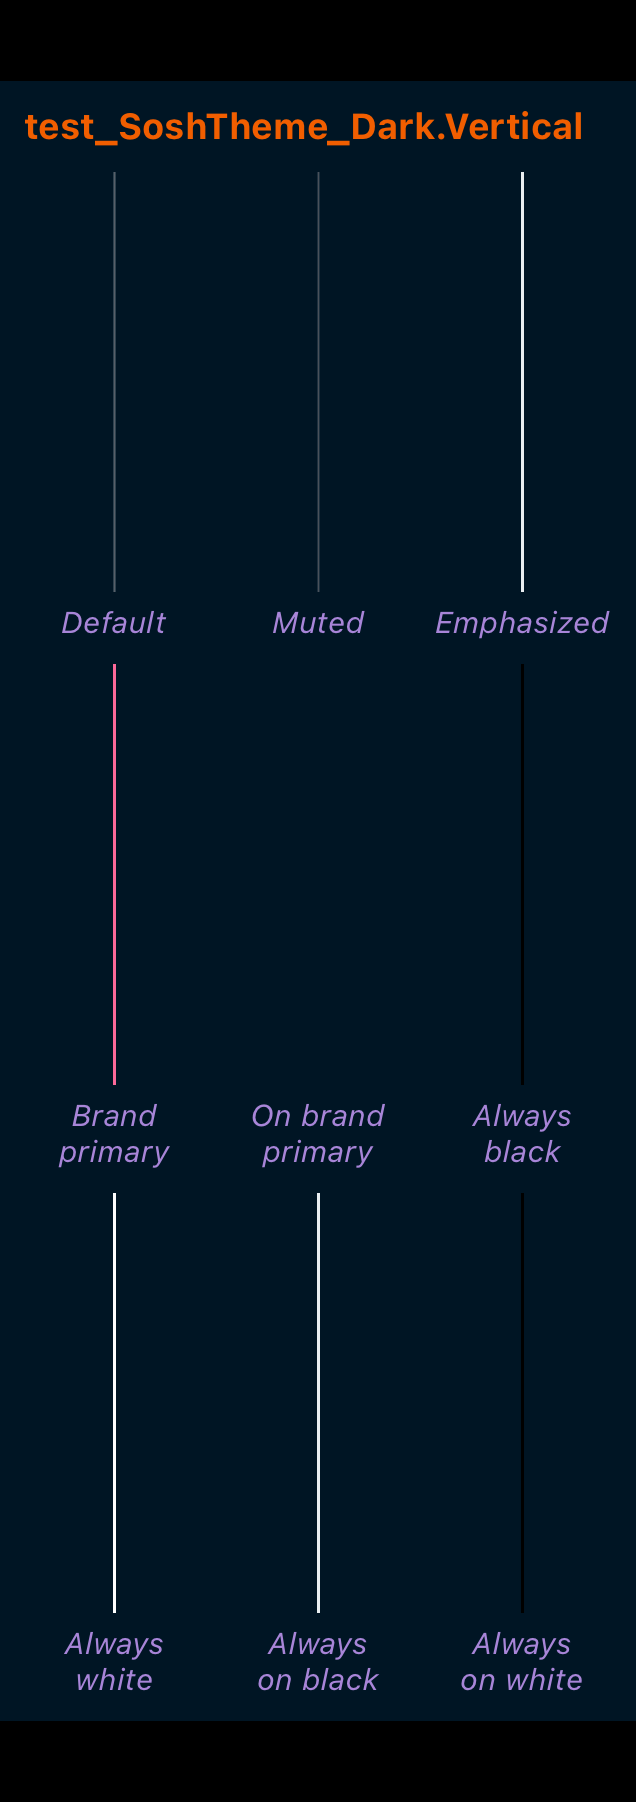 test_SoshTheme_Dark.Vertical
Default
Muted
Emphasized
Brand
primary
On brand
primary
Always
black
Always
white
Always
on black
Always
on white